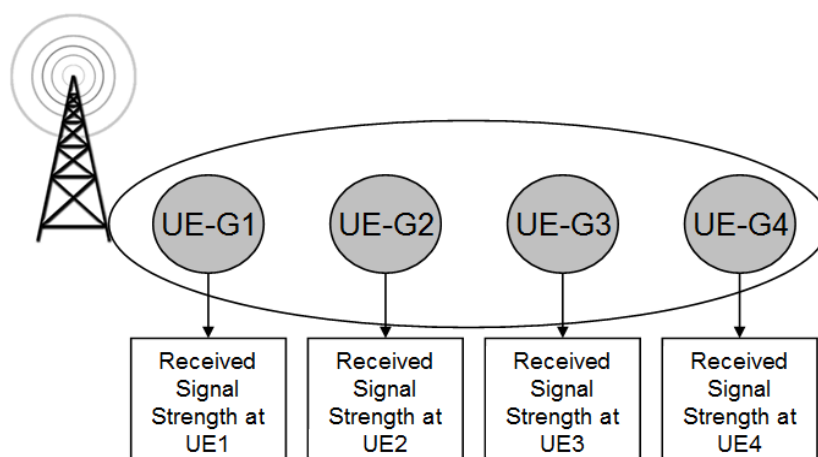 UE-G1
UE-G2
UE-G3
UE-G4
Received
Signal
Strength at
UE1
Received
Signal
Strength at
UE2
Received
Signal
Strength at
UE3
Received
Signal
Strength at
UE4